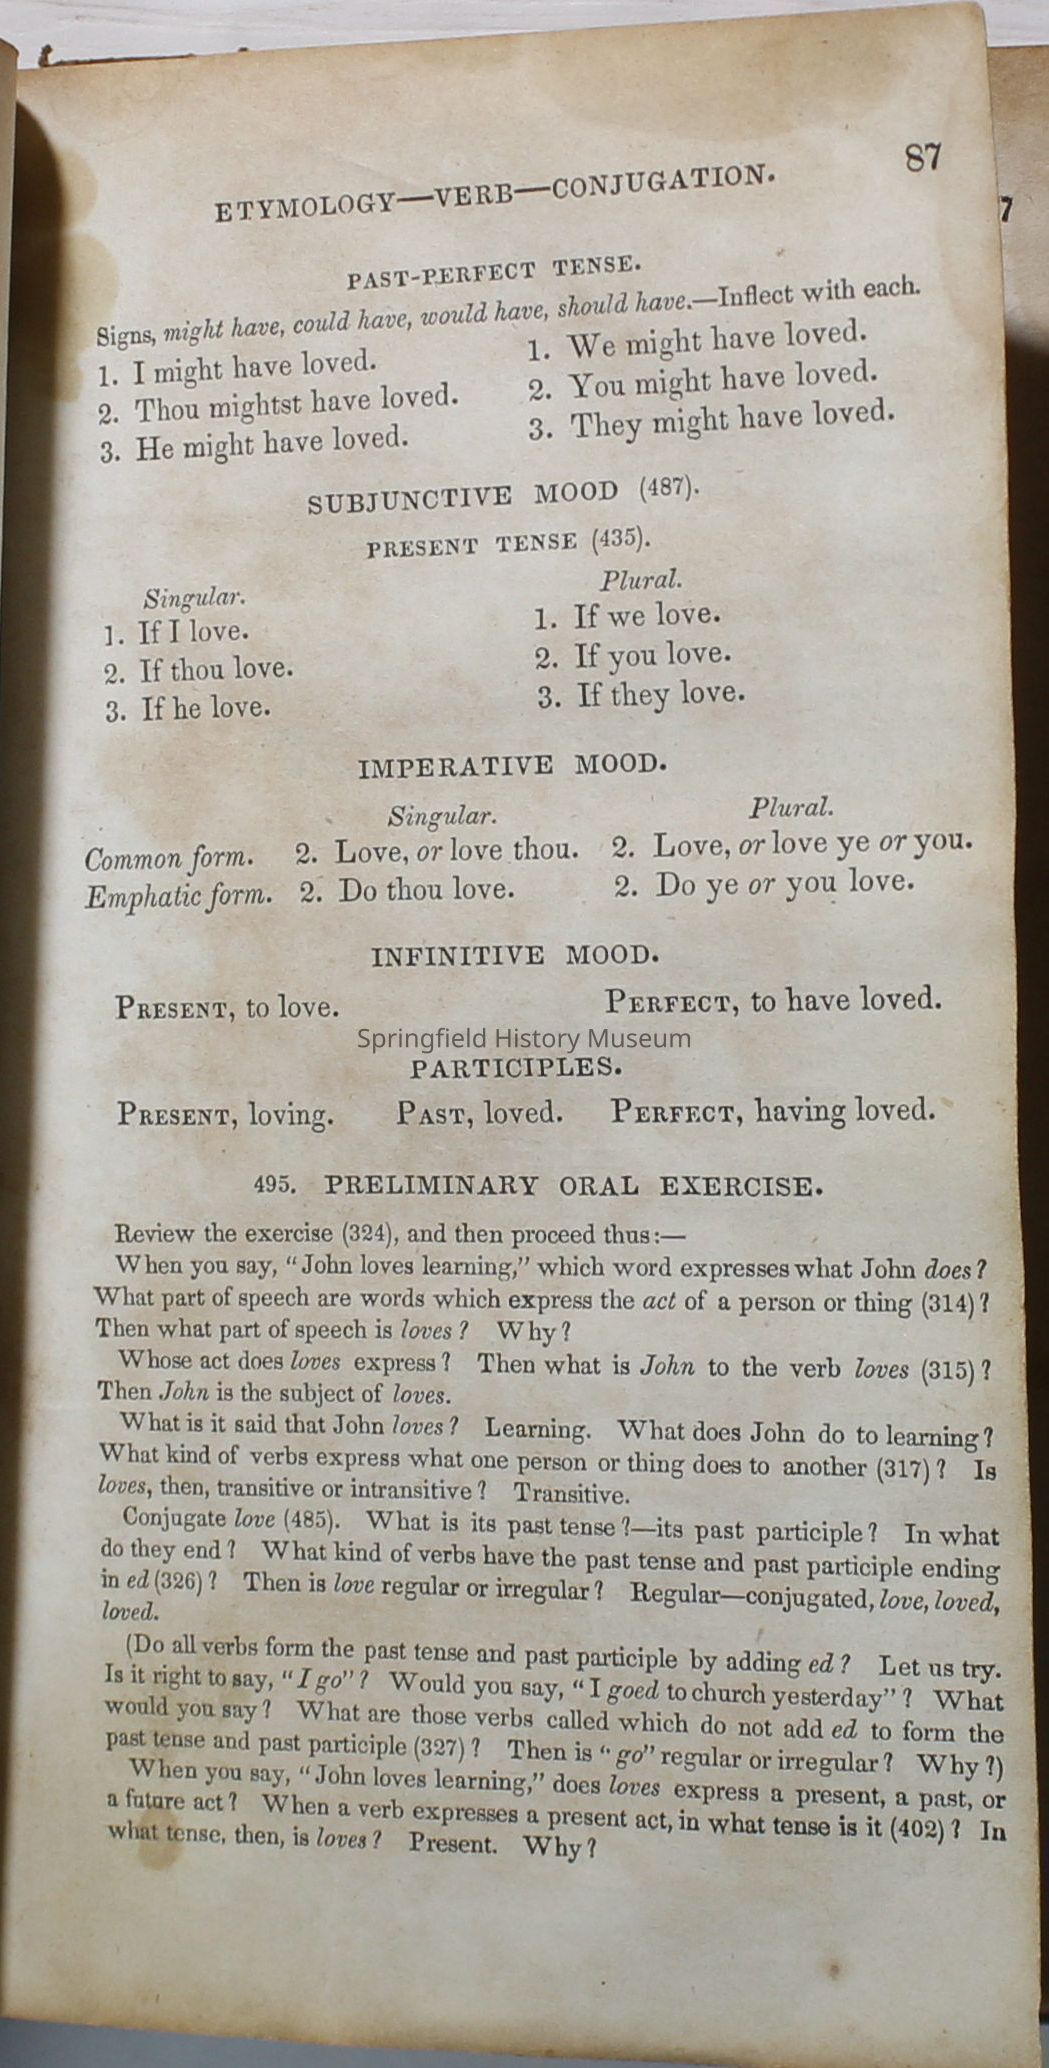 87
ETYMOLOGY—VERB—CONJUGATION.
7
PAST-PERFECT TENSE.
Signs, might have, could have, would have, should have.—Inflect with each.
1. I might have loved. 1. We might have loved.
2. Thou mightst have loved. 2. You might have loved.
3. He might have loved. 3. They might have loved.
SUBJUNCTIVE MOOD (487).
PRESENT TENSE (435).
Singular. Plural.
1. If I love. 1. If we love.
2. If thou love. 2. If you love.
3. If he love. 3. If they love.
IMPERATIVE MOOD.
Singular. Plural.
Common form. 2. Love, or love thou. 2. Love, or love ye or you.
Emphatic form. 2. Do thou love. 2. Do ye or you love.
INFINITIVE MOOD.
PRESENT, to love. PERFECT, to have loved.
Springfield History Museum
PARTICIPLES.
PRESENT, loving. PAST, loved. PERFECT, having loved.
495. PRELIMINARY ORAL EXERCISE.
Review the exercise (324), and then proceed thus:—
When you say, "John loves learning," which word expresses what John does?
What part of speech are words which express the act of a person or thing (314)?
Then what part of speech is loves? Why?
Whose act does loves express? Then what is John to the verb loves (315)?
Then John is the subject of loves.
What is it said that John loves? Learning. What does John do to learning?
What kind of verbs express what one person or thing does to another (317)? Is
loves, then, transitive or intransitive? Transitive.
Conjugate love (485). What is its past tense?—its past participle? In what
do they end? What kind of verbs have the past tense and past participle ending
in ed (326)? Then is love regular or irregular? Regular—conjugated, love, loved,
loved.
(Do all verbs form the past tense and past participle by adding ed? Let us try.
Is it right to say, "I go"? Would you say, "I goed to church yesterday"? What
would you say? What are those verbs called which do not add ed to form the
past tense and past participle (327)? Then is "go" regular or irregular? Why?)
When you say, "John loves learning," does loves express a present, a past, or
a future act? When a verb expresses a present act, in what tense is it (402)? In
what tense, then, is loves? Present. Why?